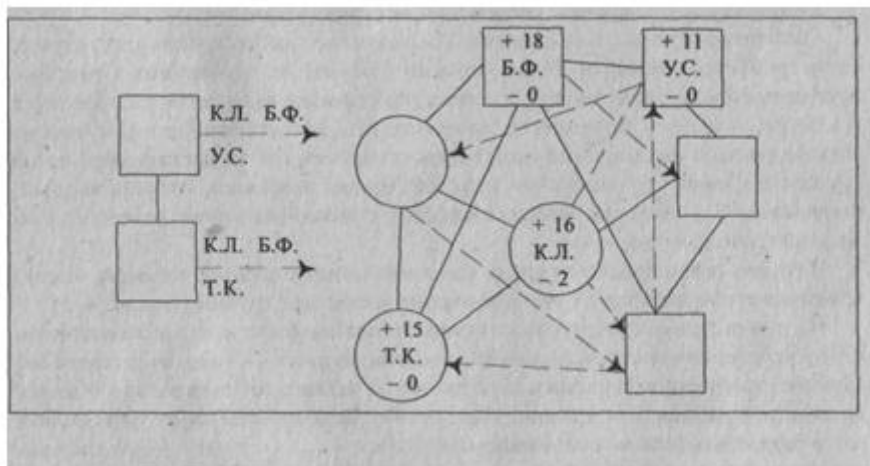 К.Л. Б.Ф.
У.С.
К.Л. Б.Ф.
Т.К.
+ 18
Б.Ф.
– 0
+ 11
У.С.
– 0
+ 16
К.Л.
– 2
+ 15
Т.К.
– 0